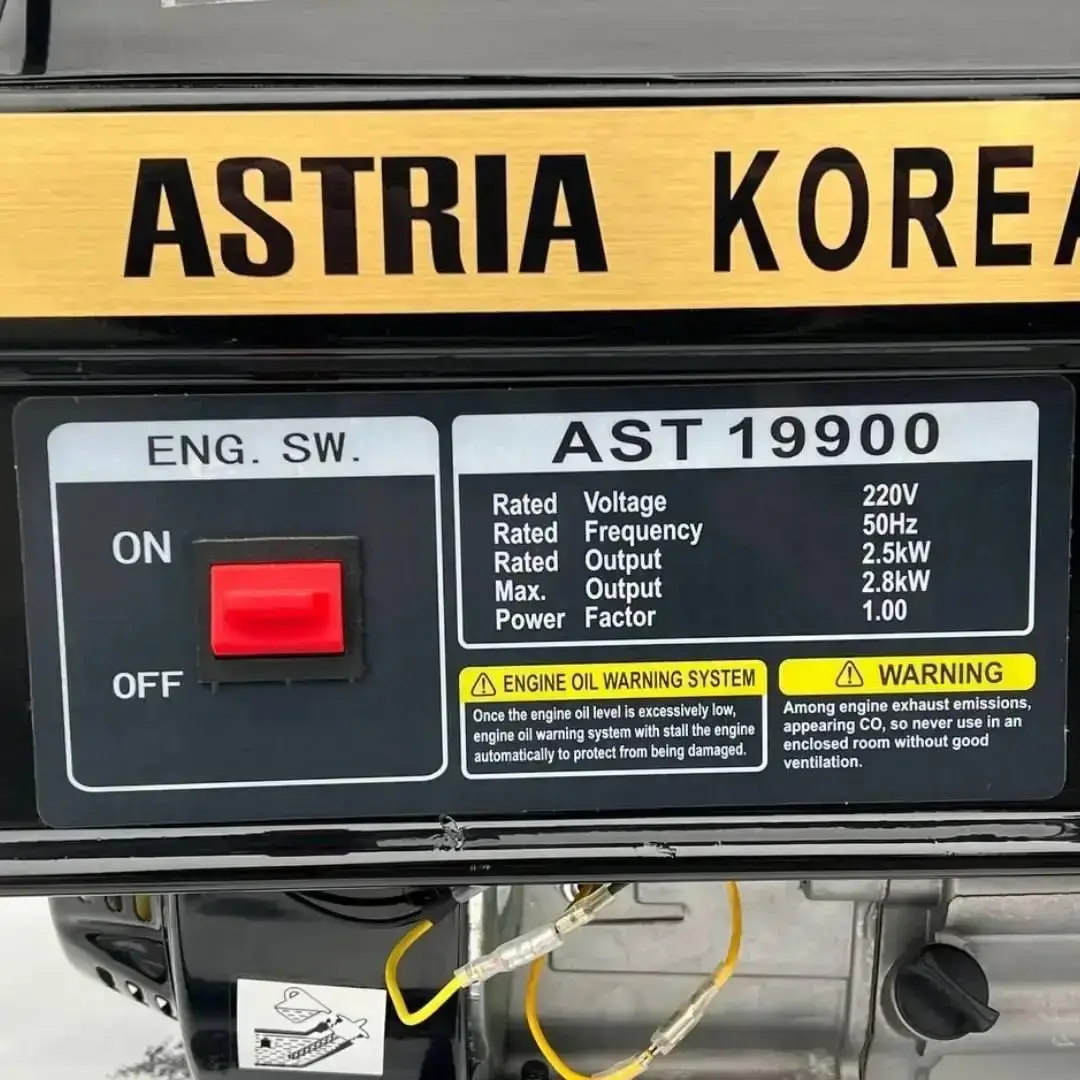 ASTRIA KOREA
ENG. SW.
ON
OFF
AST 19900
Rated Voltage 220V
Rated Frequency 50Hz
Rated Output 2.5kW
Max. Output 2.8kW
Power Factor 1.00
ENGINE OIL WARNING SYSTEM
Once the engine oil level is excessively low,
engine oil warning system with stall the engine
automatically to protect from being damaged.
WARNING
Among engine exhaust emissions,
appearing CO, so never use in an
enclosed room without good
ventilation.